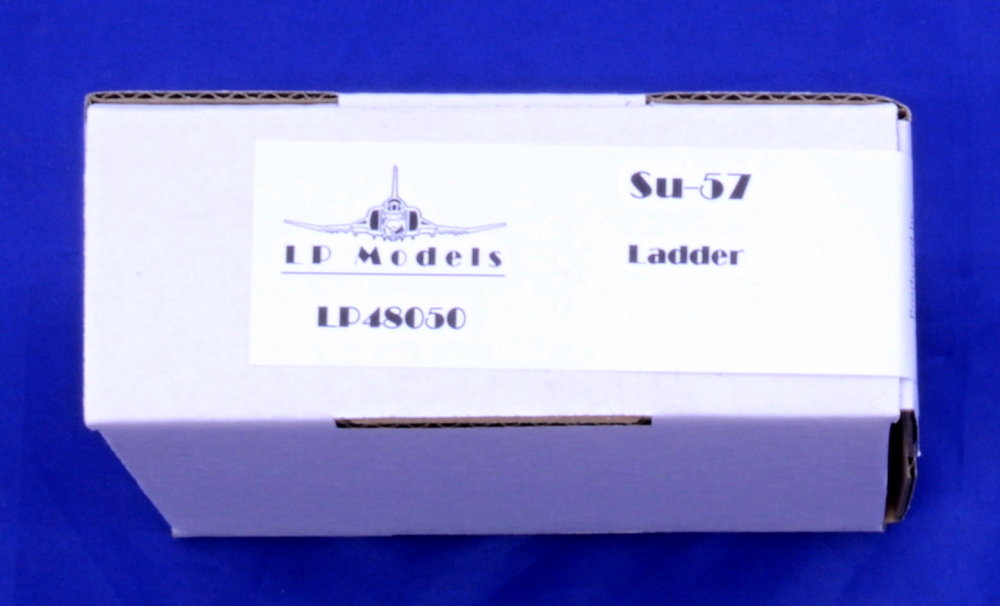 LP Models
LP48050
Su-57
Ladder